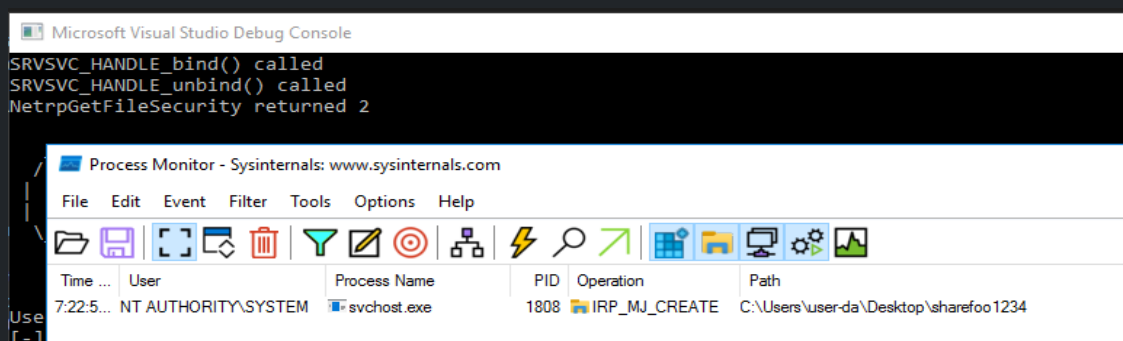 Microsoft Visual Studio Debug Console
SRVSVC_HANDLE_bind() called
SRVSVC_HANDLE_unbind() called
NetrpGetFileSecurity returned 2
Process Monitor - Sysinternals: www.sysinternals.com
File Edit Event Filter Tools Options Help
Time ... User Process Name PID Operation Path
7:22:5... NT AUTHORITY\SYSTEM svchost.exe 1808 IRP_MJ_CREATE C:\Users\user-da\Desktop\sharefoo1234
Use
[-]